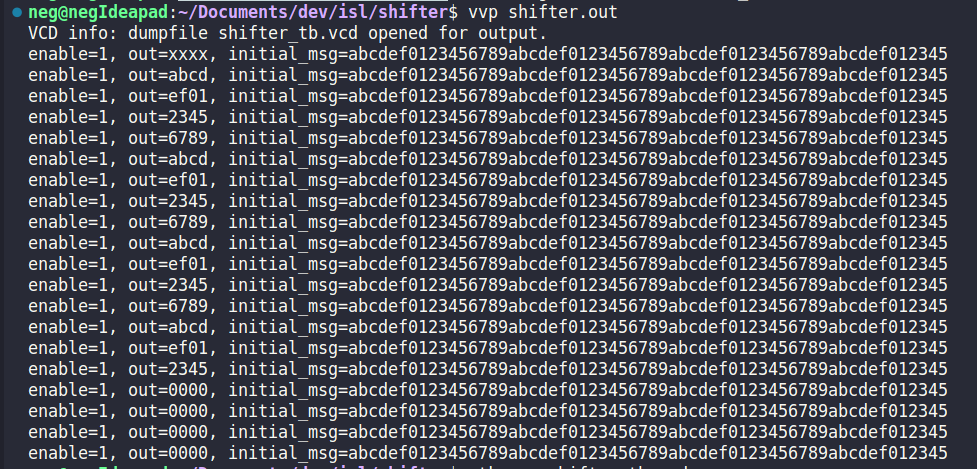 neg@negIdeapad:~/Documents/dev/isl/shifter$ vvp shifter.out
VCD info: dumpfile shifter_tb.vcd opened for output.
enable=1, out=xxxx, initial_msg=abcdef0123456789abcdef0123456789abcdef0123456789abcdef012345
enable=1, out=abcd, initial_msg=abcdef0123456789abcdef0123456789abcdef0123456789abcdef012345
enable=1, out=ef01, initial_msg=abcdef0123456789abcdef0123456789abcdef0123456789abcdef012345
enable=1, out=2345, initial_msg=abcdef0123456789abcdef0123456789abcdef0123456789abcdef012345
enable=1, out=6789, initial_msg=abcdef0123456789abcdef0123456789abcdef0123456789abcdef012345
enable=1, out=abcd, initial_msg=abcdef0123456789abcdef0123456789abcdef0123456789abcdef012345
enable=1, out=ef01, initial_msg=abcdef0123456789abcdef0123456789abcdef0123456789abcdef012345
enable=1, out=2345, initial_msg=abcdef0123456789abcdef0123456789abcdef0123456789abcdef012345
enable=1, out=6789, initial_msg=abcdef0123456789abcdef0123456789abcdef0123456789abcdef012345
enable=1, out=abcd, initial_msg=abcdef0123456789abcdef0123456789abcdef0123456789abcdef012345
enable=1, out=ef01, initial_msg=abcdef0123456789abcdef0123456789abcdef0123456789abcdef012345
enable=1, out=2345, initial_msg=abcdef0123456789abcdef0123456789abcdef0123456789abcdef012345
enable=1, out=6789, initial_msg=abcdef0123456789abcdef0123456789abcdef0123456789abcdef012345
enable=1, out=abcd, initial_msg=abcdef0123456789abcdef0123456789abcdef0123456789abcdef012345
enable=1, out=ef01, initial_msg=abcdef0123456789abcdef0123456789abcdef0123456789abcdef012345
enable=1, out=2345, initial_msg=abcdef0123456789abcdef0123456789abcdef0123456789abcdef012345
enable=1, out=0000, initial_msg=abcdef0123456789abcdef0123456789abcdef0123456789abcdef012345
enable=1, out=0000, initial_msg=abcdef0123456789abcdef0123456789abcdef0123456789abcdef012345
enable=1, out=0000, initial_msg=abcdef0123456789abcdef0123456789abcdef0123456789abcdef012345
enable=1, out=0000, initial_msg=abcdef0123456789abcdef0123456789abcdef0123456789abcdef012345